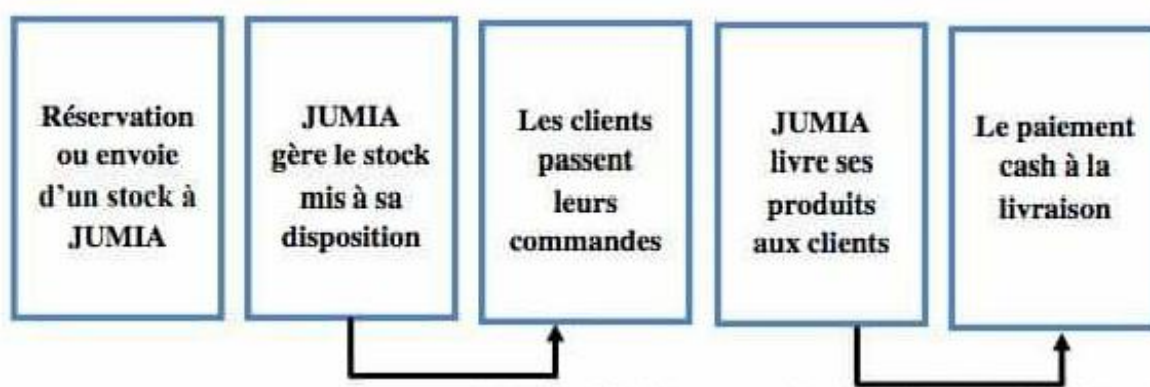 Réservation
ou envoie
d'un stock à
JUMIA
JUMIA
gère le stock
mis à sa
disposition
Les clients
passent
leurs
commandes
JUMIA
livre ses
produits
aux clients
Le paiement
cash à la
livraison